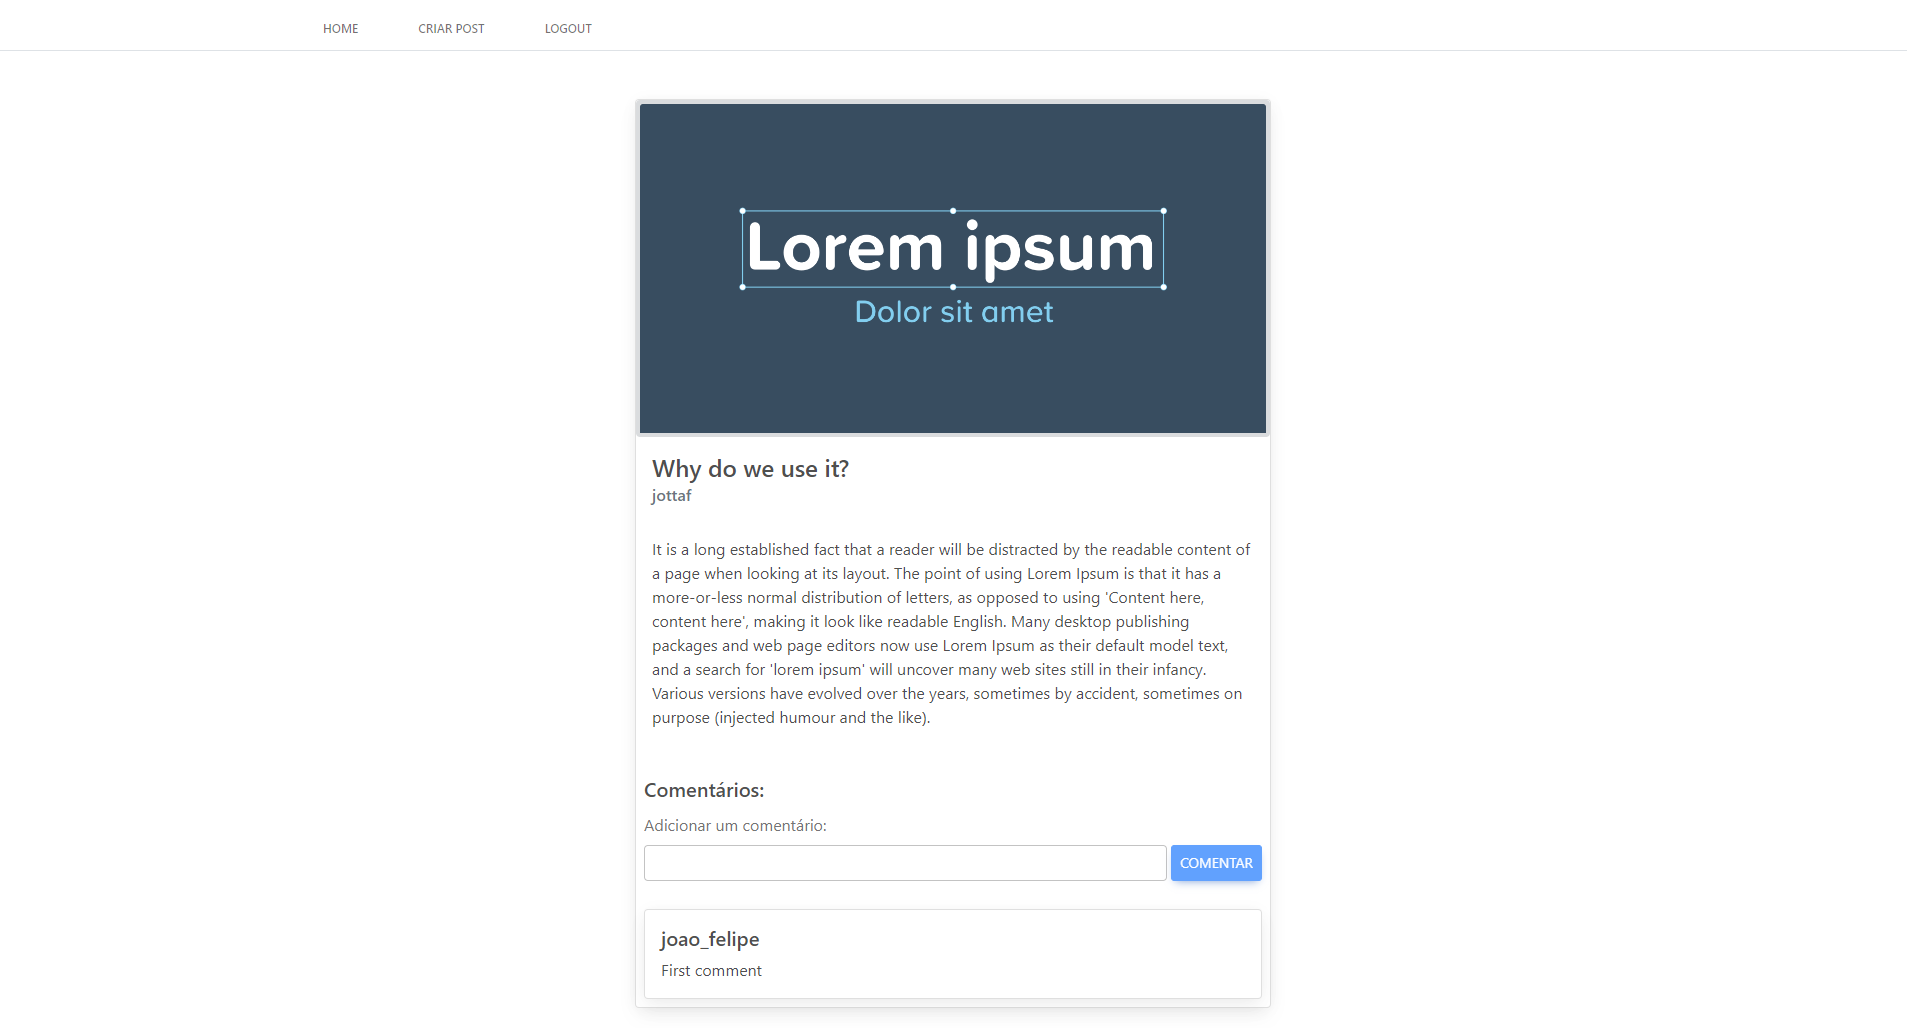 HOME CRIAR POST LOGOUT
Lorem ipsum
Dolor sit amet
Why do we use it?
jottaf
It is a long established fact that a reader will be distracted by the readable content of
a page when looking at its layout. The point of using Lorem Ipsum is that it has a
more-or-less normal distribution of letters, as opposed to using 'Content here,
content here', making it look like readable English. Many desktop publishing
packages and web page editors now use Lorem Ipsum as their default model text,
and a search for 'lorem ipsum' will uncover many web sites still in their infancy.
Various versions have evolved over the years, sometimes by accident, sometimes on
purpose (injected humour and the like).
Comentários:
Adicionar um comentário:
COMENTAR
joao_felipe
First comment